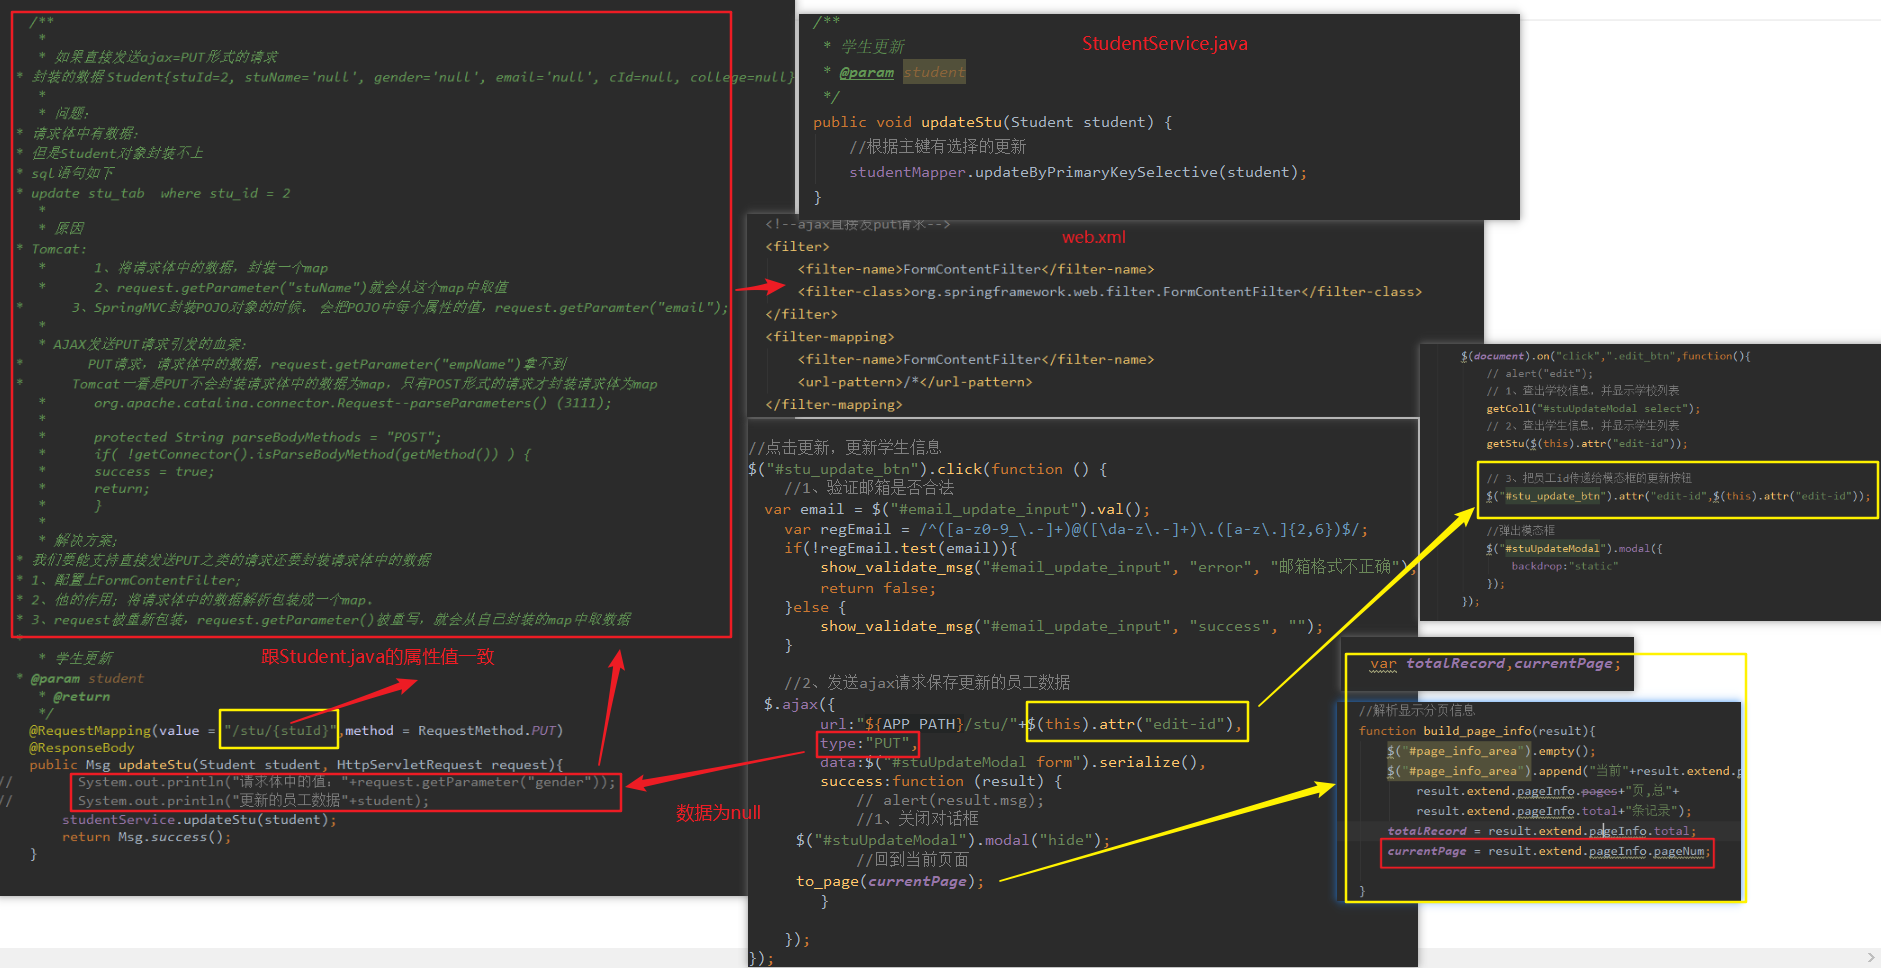 /**
*
* 如果直接发送ajax=PUT形式的请求
* 封装的数据 Student{stuId=2, stuName='null', gender='null', email='null', cId=null, college=null}
*
* 问题:
* 请求体中有数据:
* 但是Student对象封装不上
* sql语句如下
* update stu_tab  where stu_id = 2
*
* 原因
* Tomcat:
*      1、将请求体中的数据，封装一个map
*      2、request.getParameter("stuName")就会从这个map中取值
*      3、SpringMVC封装POJO对象的时候， 会把POJO中每个属性的值，request.getParamter("email");
*
* AJAX发送PUT请求引发的血案:
*      PUT请求，请求体中的数据，request.getParameter("empName")拿不到
*      Tomcat一看是PUT不会封装请求体中的数据为map，只有POST形式的请求才封装请求体为map
*      org.apache.catalina.connector.Request--parseParameters() (3111);
*
*      protected String parseBodyMethods = "POST";
*      if( !getConnector().isParseBodyMethod(getMethod()) ) {
*      success = true;
*      return;
*      }
*
* 解决方案;
* 我们要能支持直接发送PUT之类的请求还要封装请求体中的数据
* 1、配置上FormContentFilter;
* 2、他的作用; 将请求体中的数据解析包装成一个map.
* 3、request被重新包装，request.getParameter()被重写，就会从自己封装的map中取数据
*
* 学生更新
跟Student.java的属性值一致
* @param student
* @return
*/
@RequestMapping(value = "/stu/{stuId}",method = RequestMethod.PUT)
@ResponseBody
public Msg updateStu(Student student, HttpServletRequest request){
//      System.out.println("请求体中的值: "+request.getParameter("gender"));
//      System.out.println("更新的员工数据"+student);
studentService.updateStu(student);
return Msg.success();
}
/**
* 学生更新
StudentService.java
* @param student
*/
public void updateStu(Student student) {
//根据主键有选择的更新
studentMapper.updateByPrimaryKeySelective(student);
}
<!--ajax直接发put请求-->
web.xml
<filter>
<filter-name>FormContentFilter</filter-name>
<filter-class>org.springframework.web.filter.FormContentFilter</filter-class>
</filter>
<filter-mapping>
<filter-name>FormContentFilter</filter-name>
<url-pattern>/*</url-pattern>
</filter-mapping>
//点击更新，更新学生信息
$("#stu_update_btn").click(function () {
//1、验证邮箱是否合法
var email = $("#email_update_input").val();
var regEmail = /^([a-z0-9_\.-]+)@([\da-z\.-]+)\.([a-z\.]{2,6})$/;
if(!regEmail.test(email)){
show_validate_msg("#email_update_input", "error", "邮箱格式不正确");
return false;
}else {
show_validate_msg("#email_update_input", "success", "");
}
//2、发送ajax请求保存更新的员工数据
$.ajax({
url:"${APP_PATH}/stu/"+$(this).attr("edit-id"),
type:"PUT",
data:$("#stuUpdateModal form").serialize(),
success:function (result) {
// alert(result.msg);
数据为null
//1、关闭对话框
$("#stuUpdateModal").modal("hide");
//回到当前页面
to_page(currentPage);
}
});
});
$(document).on("click",".edit_btn",function(){
// alert("edit");
// 1、查出学校信息，并显示学校列表
getColl("#stuUpdateModal select");
// 2、查出学生信息，并显示学生列表
getStu($(this).attr("edit-id"));
// 3、把员工id传递给模态框的更新按钮
$("#stu_update_btn").attr("edit-id",$(this).attr("edit-id"));
//弹出模态框
$("#stuUpdateModal").modal({
backdrop:"static"
});
});
var totalRecord,currentPage;
//解析显示分页信息
function build_page_info(result){
$("#page_info_area").empty();
$("#page_info_area").append("当前"+result.extend.p
result.extend.pageInfo.pages+"页,总"+
result.extend.pageInfo.total+"条记录");
totalRecord = result.extend.pageInfo.total;
currentPage = result.extend.pageInfo.pageNum;
}